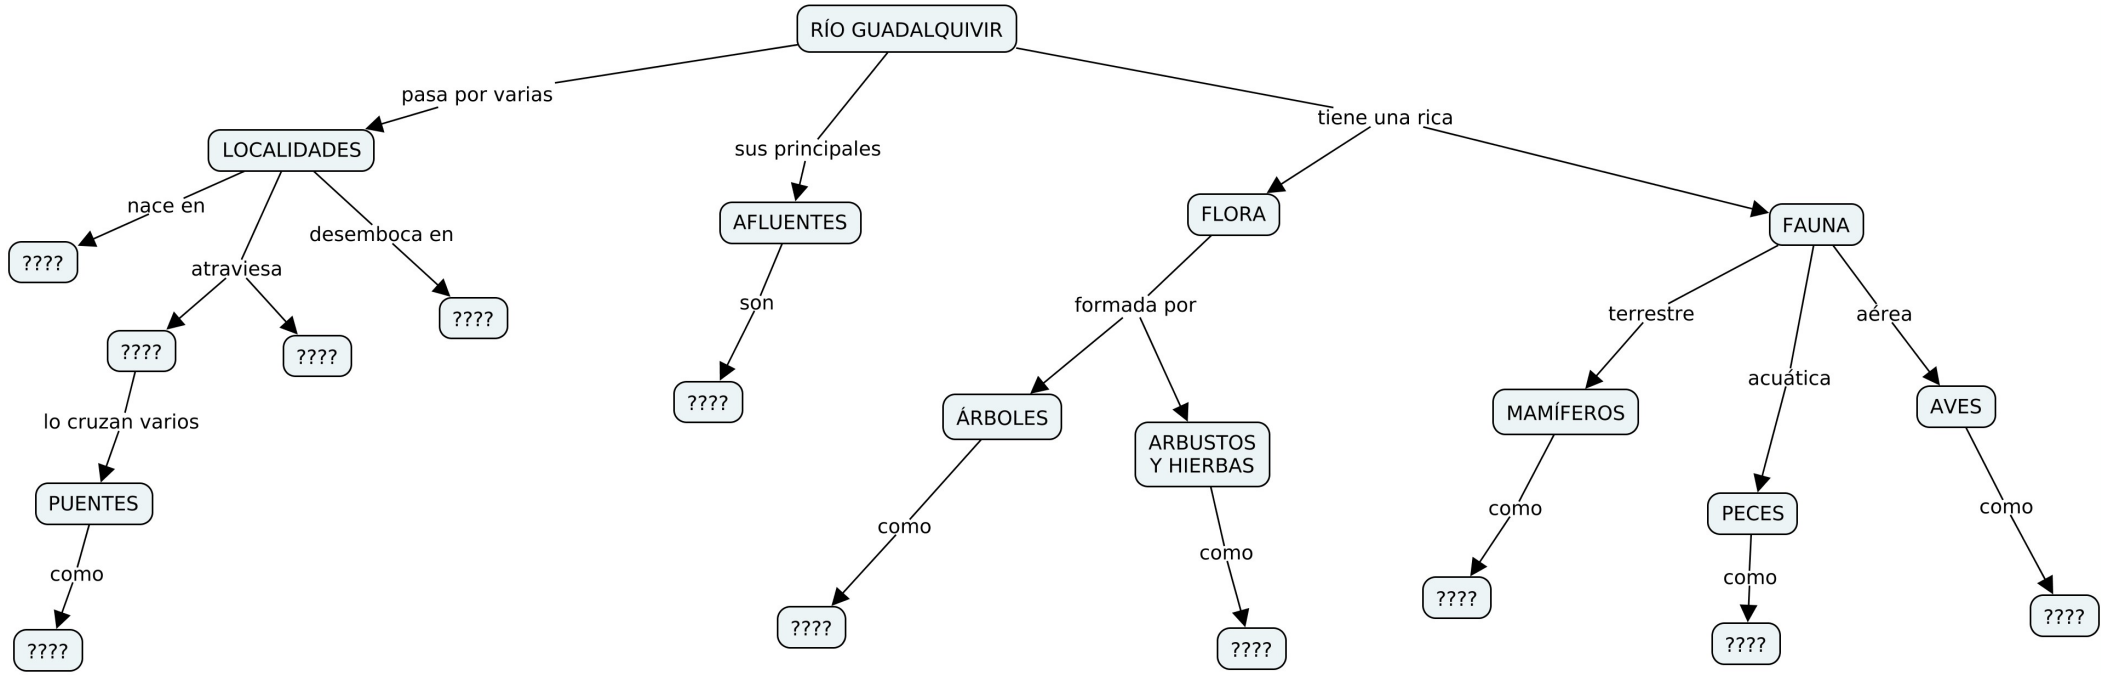 RÍO GUADALQUIVIR
pasa por varias
tiene una rica
sus principales
LOCALIDADES
AFLUENTES
FLORA
FAUNA
nace en
desemboca en
atraviesa
????
????
????
????
son
????
formada por
terrestre
aérea
acuática
lo cruzan varios
ÁRBOLES
ARBUSTOS
Y HIERBAS
MAMÍFEROS
AVES
PUENTES
PECES
como
como
como
como
como
como
????
????
????
????
????
????